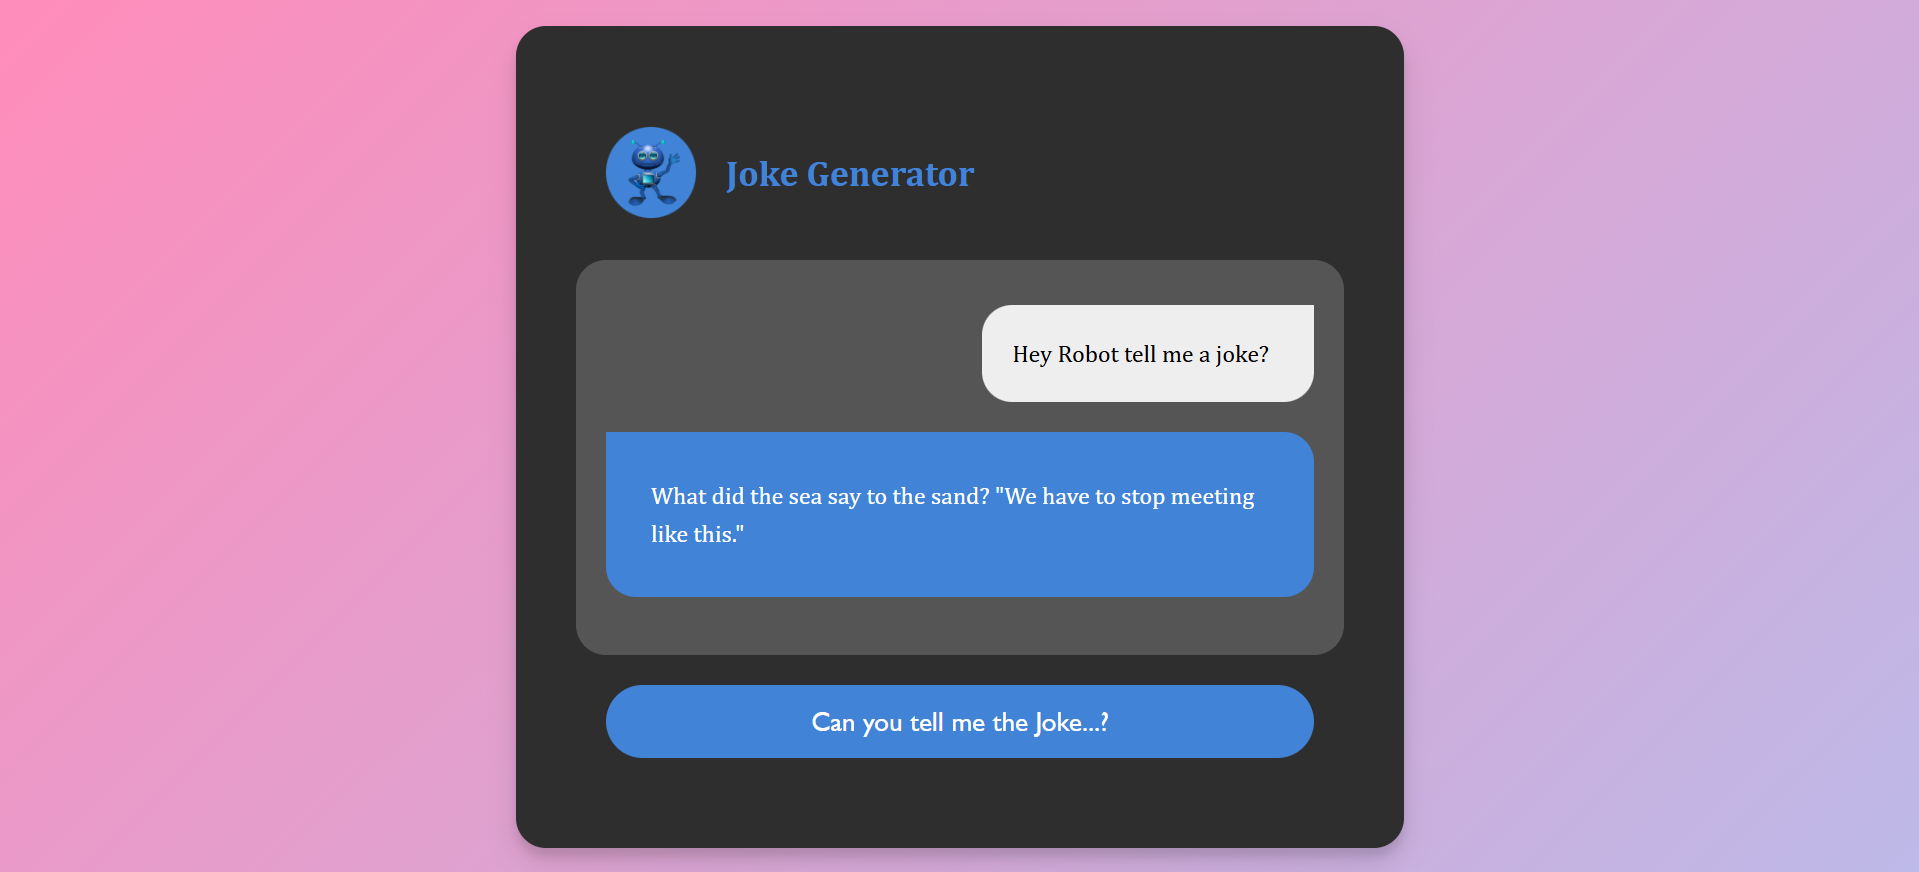 Joke Generator
Hey Robot tell me a joke?
What did the sea say to the sand? "We have to stop meeting
like this."
Can you tell me the Joke...?